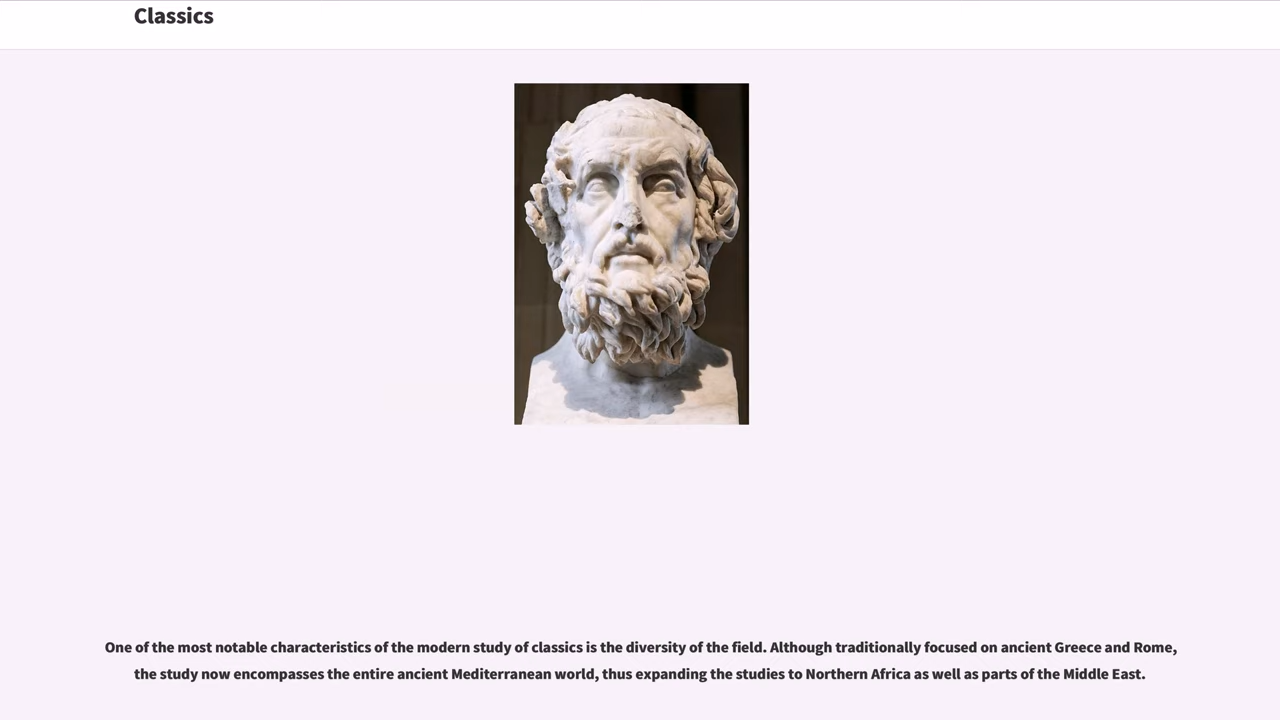 Classics
One of the most notable characteristics of the modern study of classics is the diversity of the field. Although traditionally focused on ancient Greece and Rome,
the study now encompasses the entire ancient Mediterranean world, thus expanding the studies to Northern Africa as well as parts of the Middle East.